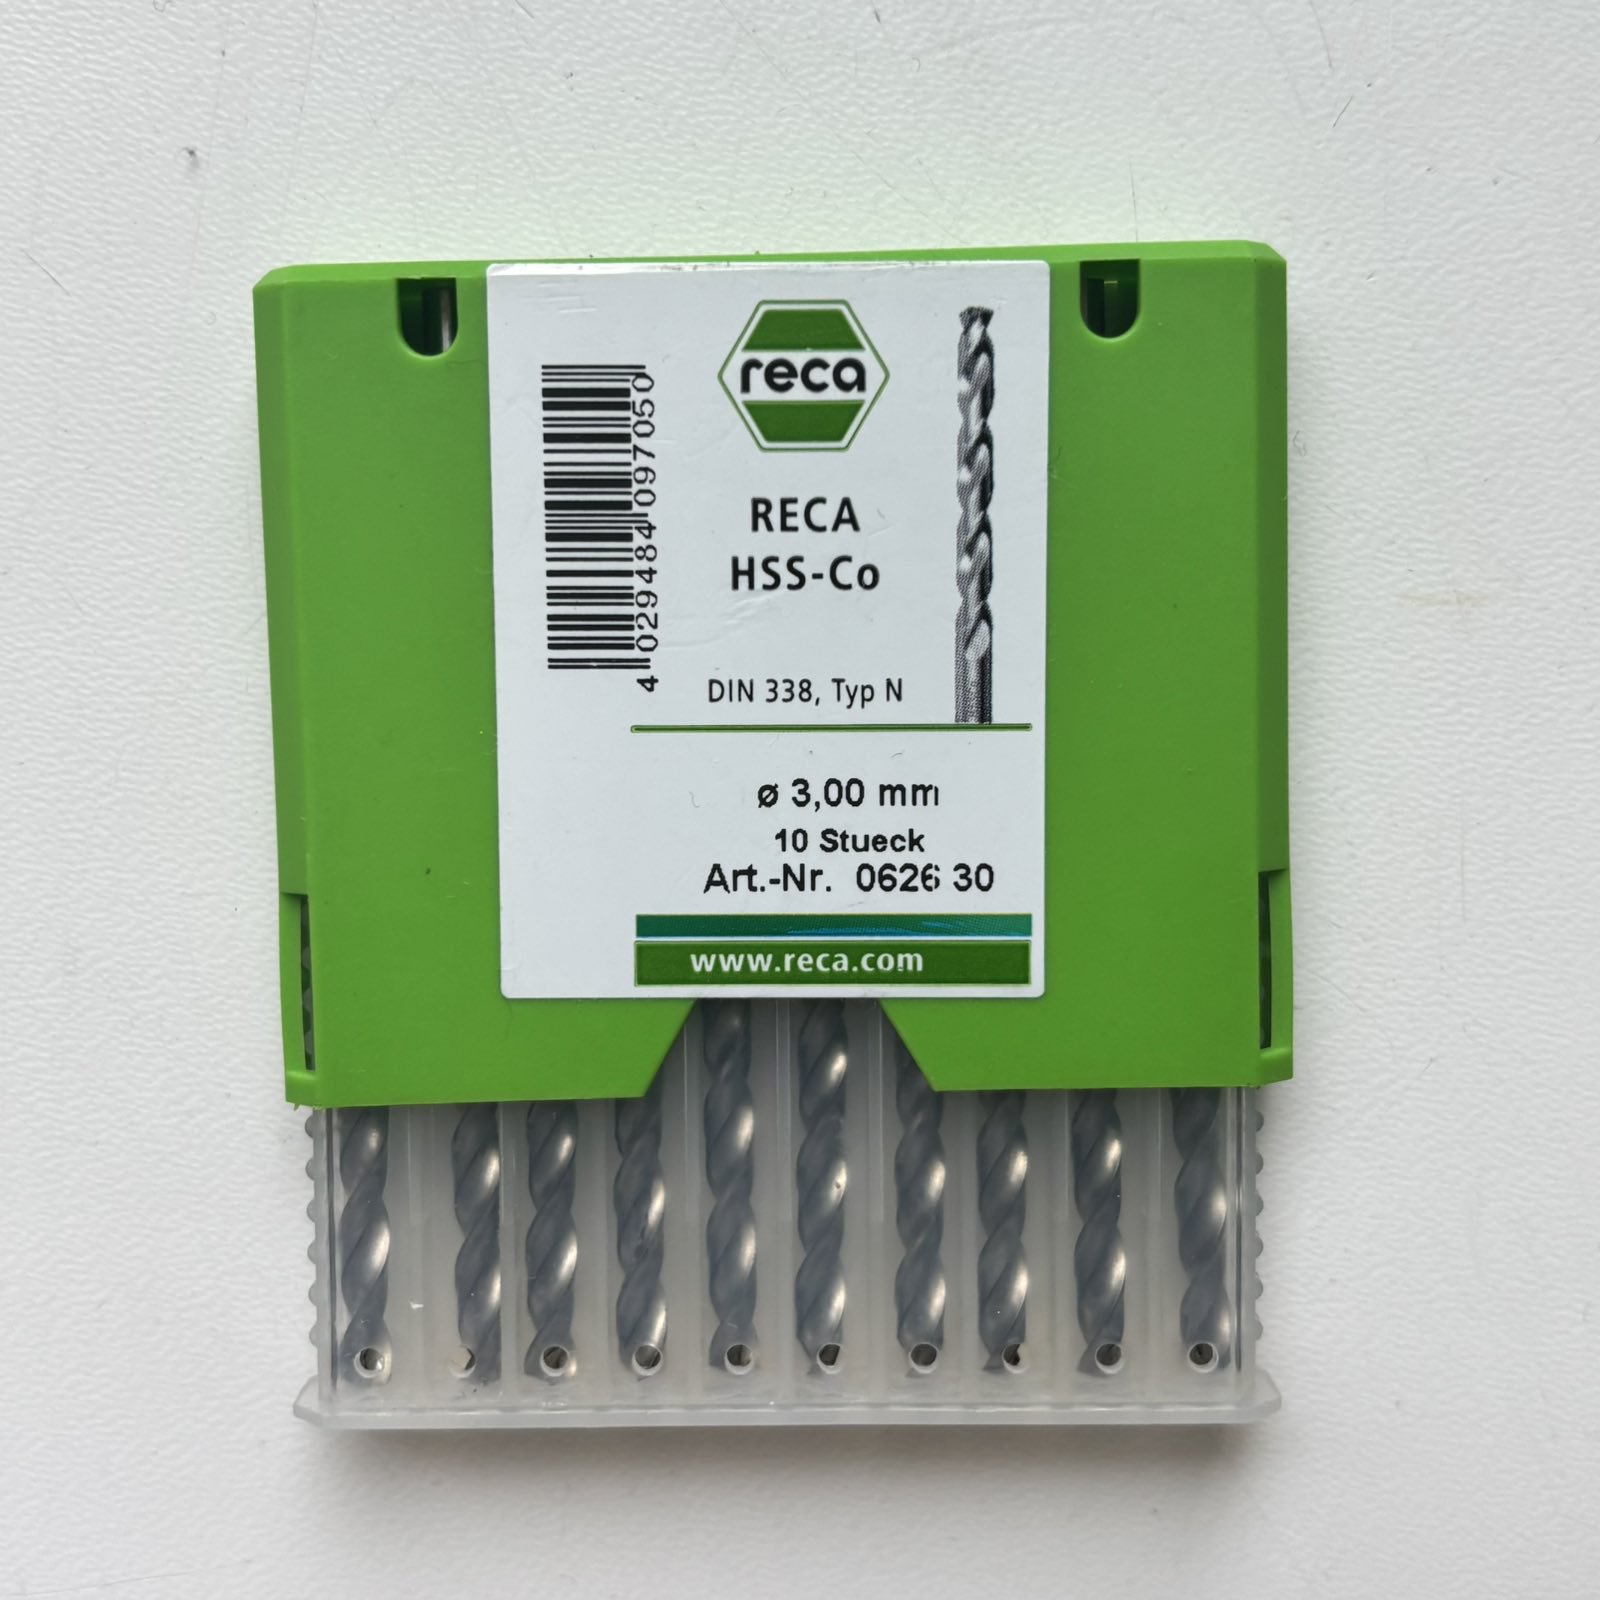 reca
4 029484 097050
RECA
HSS-Co
DIN 338, Typ N
ø 3,00 mm
10 Stueck
Art.-Nr. 0626 30
www.reca.com